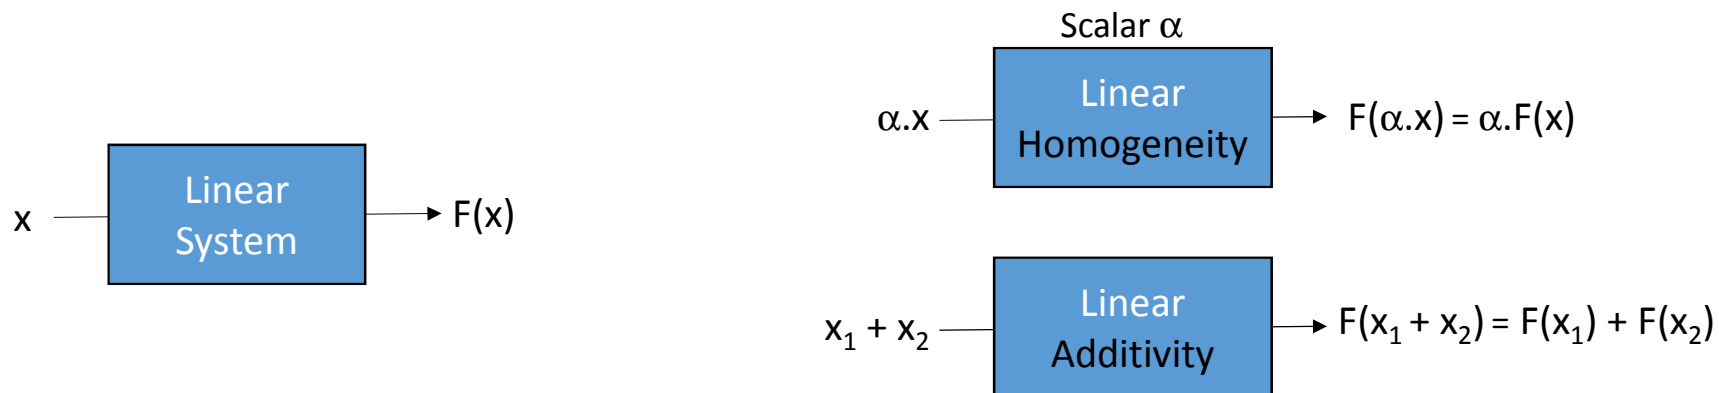 x
Linear
System
F(x)
Scalar α
α.x
Linear
Homogeneity
F(α.x) = α.F(x)
x₁ + x₂
Linear
Additivity
F(x₁ + x₂) = F(x₁) + F(x₂)